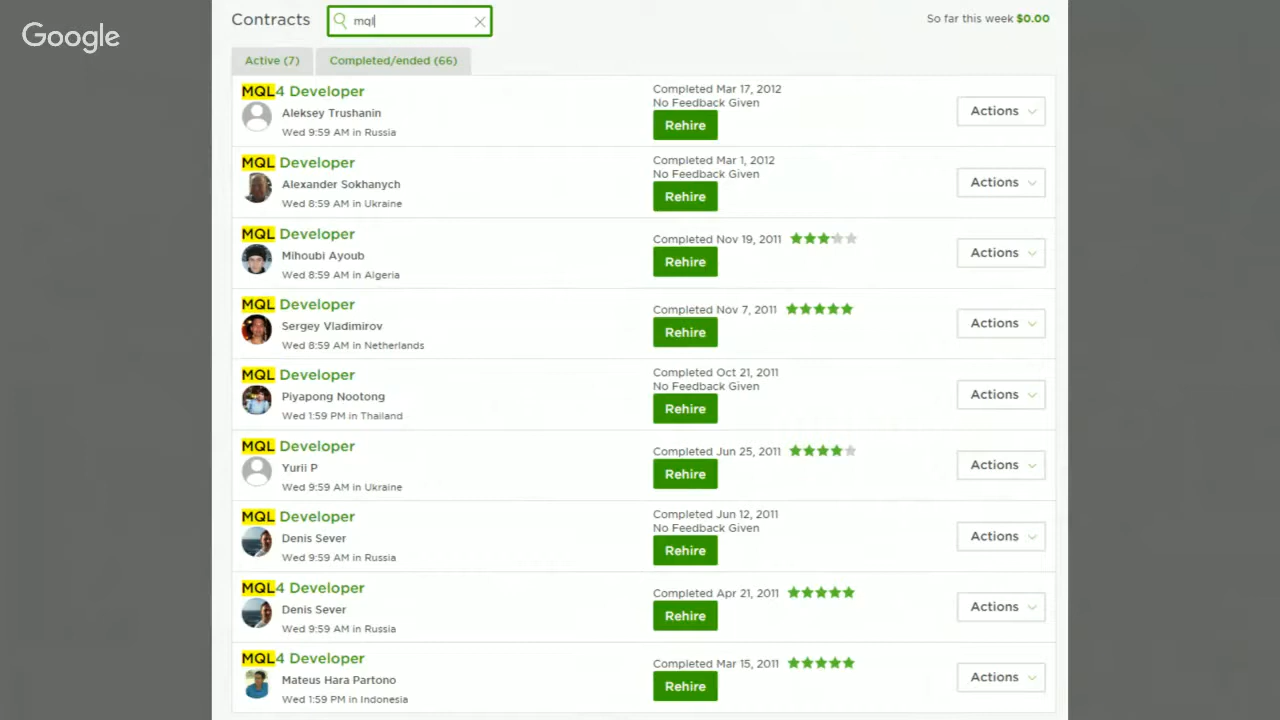 Google
Contracts
mql
So far this week $0.00
Active (7)
Completed/ended (66)
MQL4 Developer
Aleksey Trushanin
Wed 9:59 AM in Russia
Completed Mar 17, 2012
No Feedback Given
Rehire
Actions
MQL Developer
Alexander Sokhanych
Wed 8:59 AM in Ukraine
Completed Mar 1, 2012
No Feedback Given
Rehire
Actions
MQL Developer
Mihoubi Ayoub
Wed 8:59 AM in Algeria
Completed Nov 19, 2011
Rehire
Actions
MQL Developer
Sergey Vladimirov
Wed 8:59 AM in Netherlands
Completed Nov 7, 2011
Rehire
Actions
MQL Developer
Piyapong Nootong
Wed 1:59 PM in Thailand
Completed Oct 21, 2011
No Feedback Given
Rehire
Actions
MQL Developer
Yurii P
Wed 9:59 AM in Ukraine
Completed Jun 25, 2011
Rehire
Actions
MQL Developer
Denis Sever
Wed 9:59 AM in Russia
Completed Jun 12, 2011
No Feedback Given
Rehire
Actions
MQL4 Developer
Denis Sever
Wed 9:59 AM in Russia
Completed Apr 21, 2011
Rehire
Actions
MQL4 Developer
Mateus Hara Partono
Wed 1:59 PM in Indonesia
Completed Mar 15, 2011
Rehire
Actions